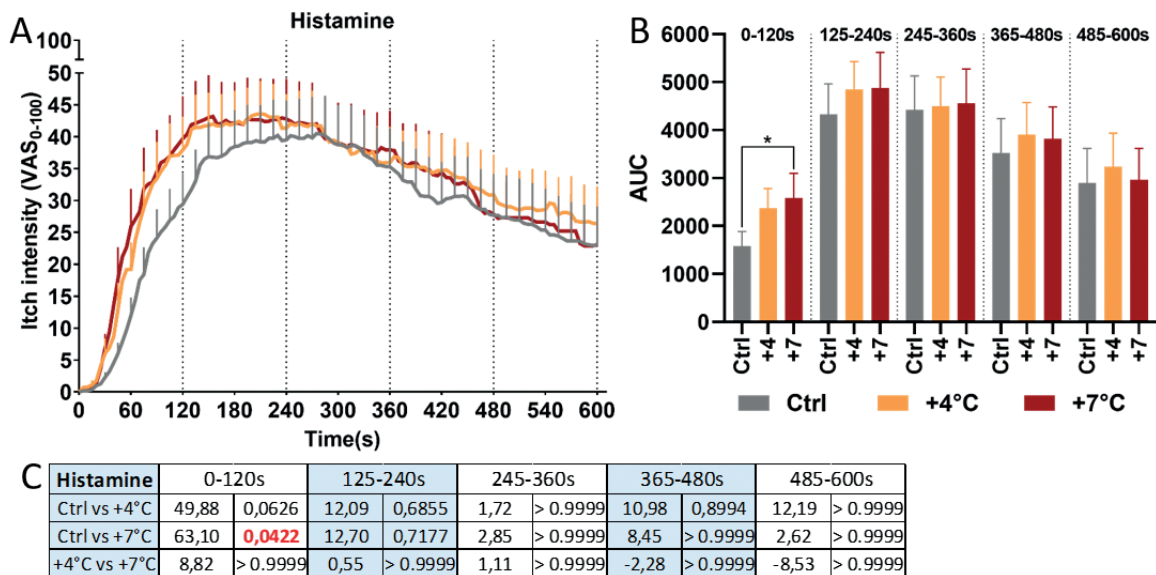 A
Histamine
Itch intensity (VAS0-100)
100
50
45
40
35
30
25
20
15
10
5
0
0 60 120 180 240 300 360 420 480 540 600
Time(s)
B
0-120s 125-240s 245-360s 365-480s 485-600s
AUC
6000
5000
4000
3000
2000
1000
0
*
Ctrl +4 +7 Ctrl +4 +7 Ctrl +4 +7 Ctrl +4 +7 Ctrl +4 +7
Ctrl +4°C +7°C
C
Histamine 0-120s 125-240s 245-360s 365-480s 485-600s
Ctrl vs +4°C 49,88 0,0626 12,09 0,6855 1,72 > 0.9999 10,98 0,8994 12,19 > 0.9999
Ctrl vs +7°C 63,10 0,0422 12,70 0,7177 2,85 > 0.9999 8,45 > 0.9999 2,62 > 0.9999
+4°C vs +7°C 8,82 > 0.9999 0,55 > 0.9999 1,11 > 0.9999 -2,28 > 0.9999 -8,53 > 0.9999